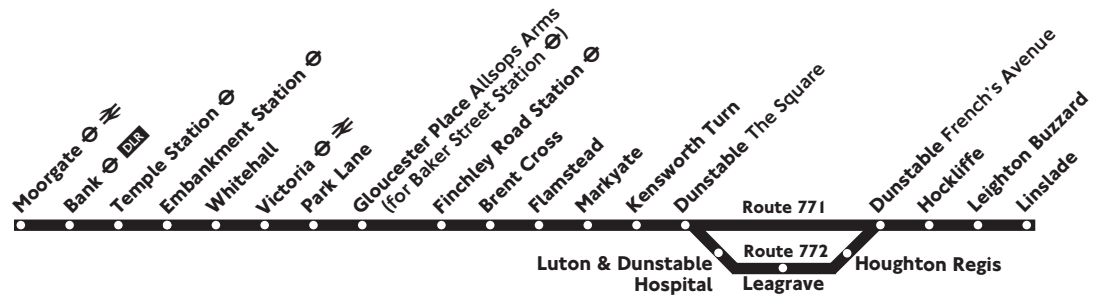 Moorgate
Bank DLR
Temple Station
Embankment Station
Whitehall
Victoria
Park Lane
Gloucester Place Allsops Arms
(for Baker Street Station )
Finchley Road Station
Brent Cross
Flamstead
Markyate
Kensworth Turn
Dunstable The Square
Route 771
Dunstable French's Avenue
Hockliffe
Leighton Buzzard
Linslade
Route 772
Luton & Dunstable
Hospital
Leagrave
Houghton Regis